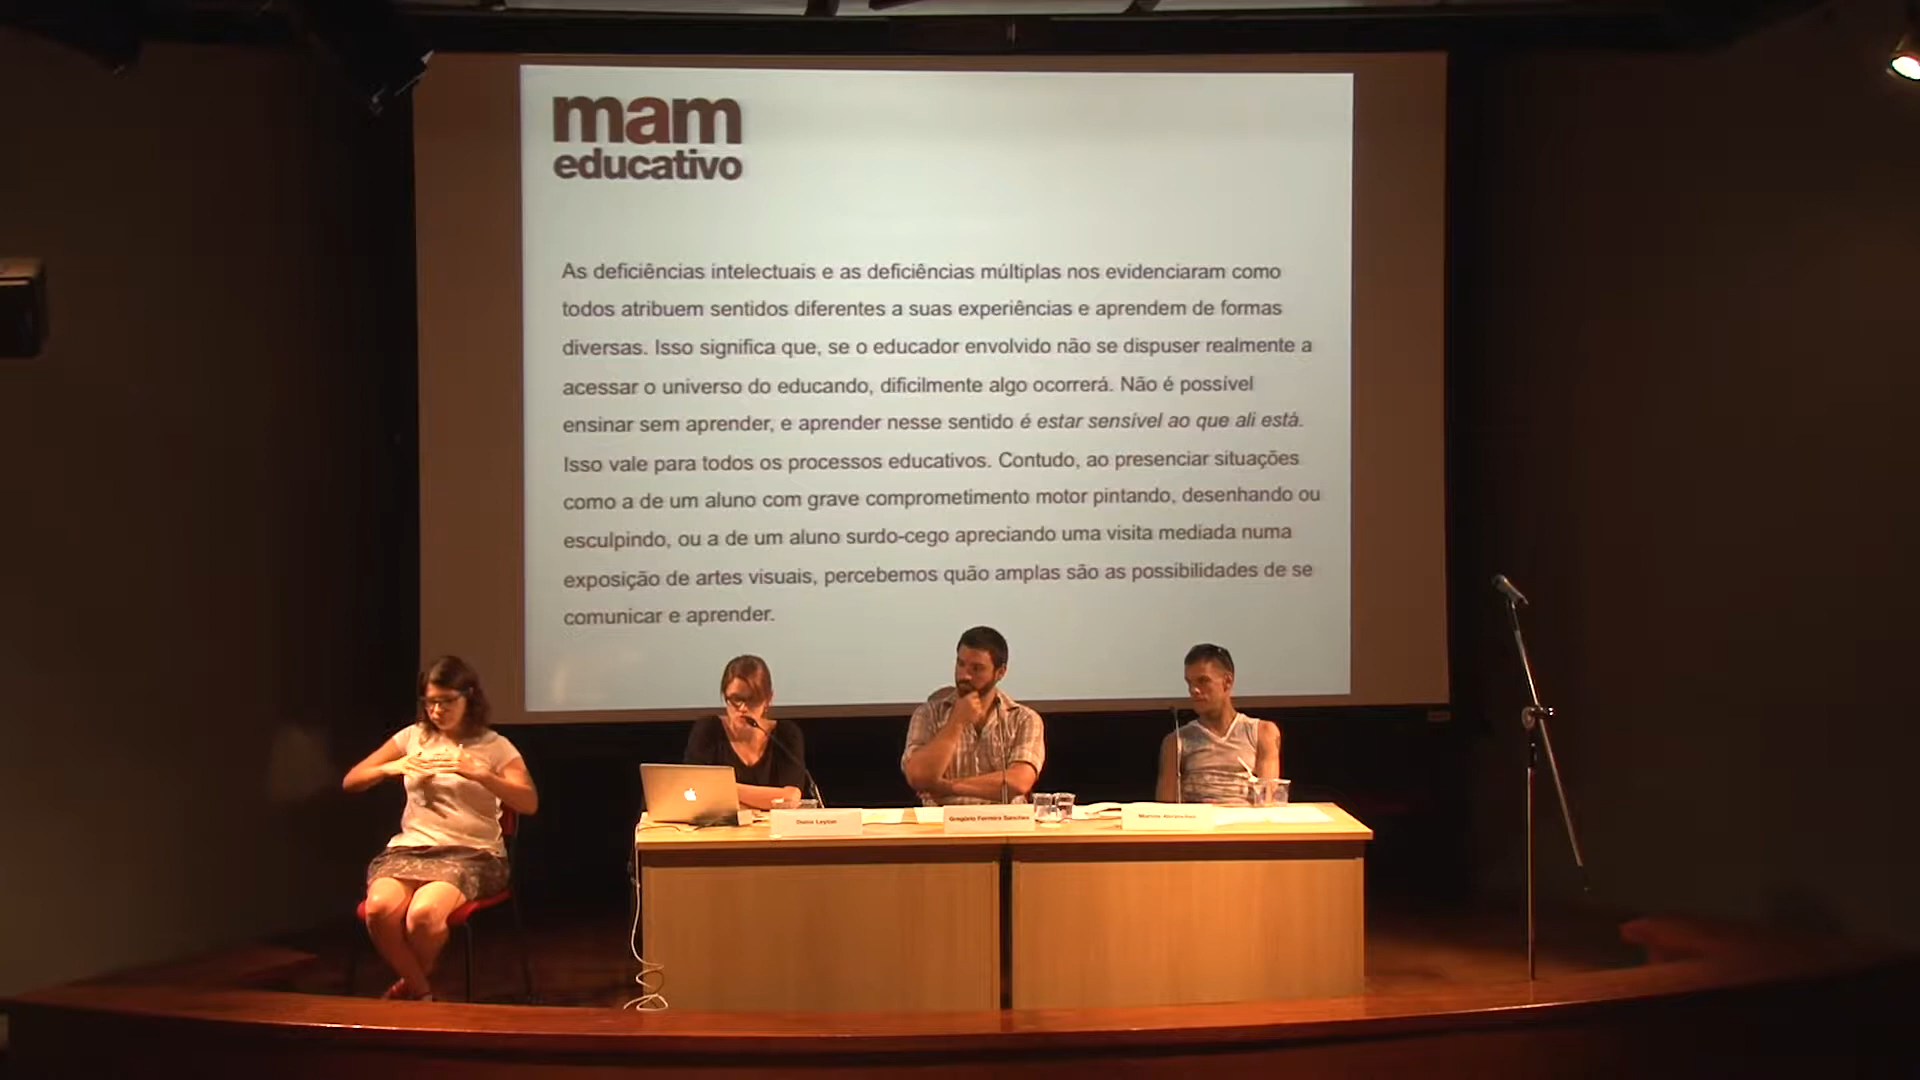 mam
educativo
As deficiências intelectuais e as deficiências múltiplas nos evidenciaram como
todos atribuem sentidos diferentes a suas experiências e aprendem de formas
diversas. Isso significa que, se o educador envolvido não se dispuser realmente a
acessar o universo do educando, dificilmente algo ocorrerá. Não é possível
ensinar sem aprender, e aprender nesse sentido é estar sensível ao que ali está.
Isso vale para todos os processos educativos. Contudo, ao presenciar situações
como a de um aluno com grave comprometimento motor pintando, desenhando ou
esculpindo, ou a de um aluno surdo-cego apreciando uma visita mediada numa
exposição de artes visuais, percebemos quão amplas são as possibilidades de se
comunicar e aprender.
Leyton
Gregório Ferreira Sanches